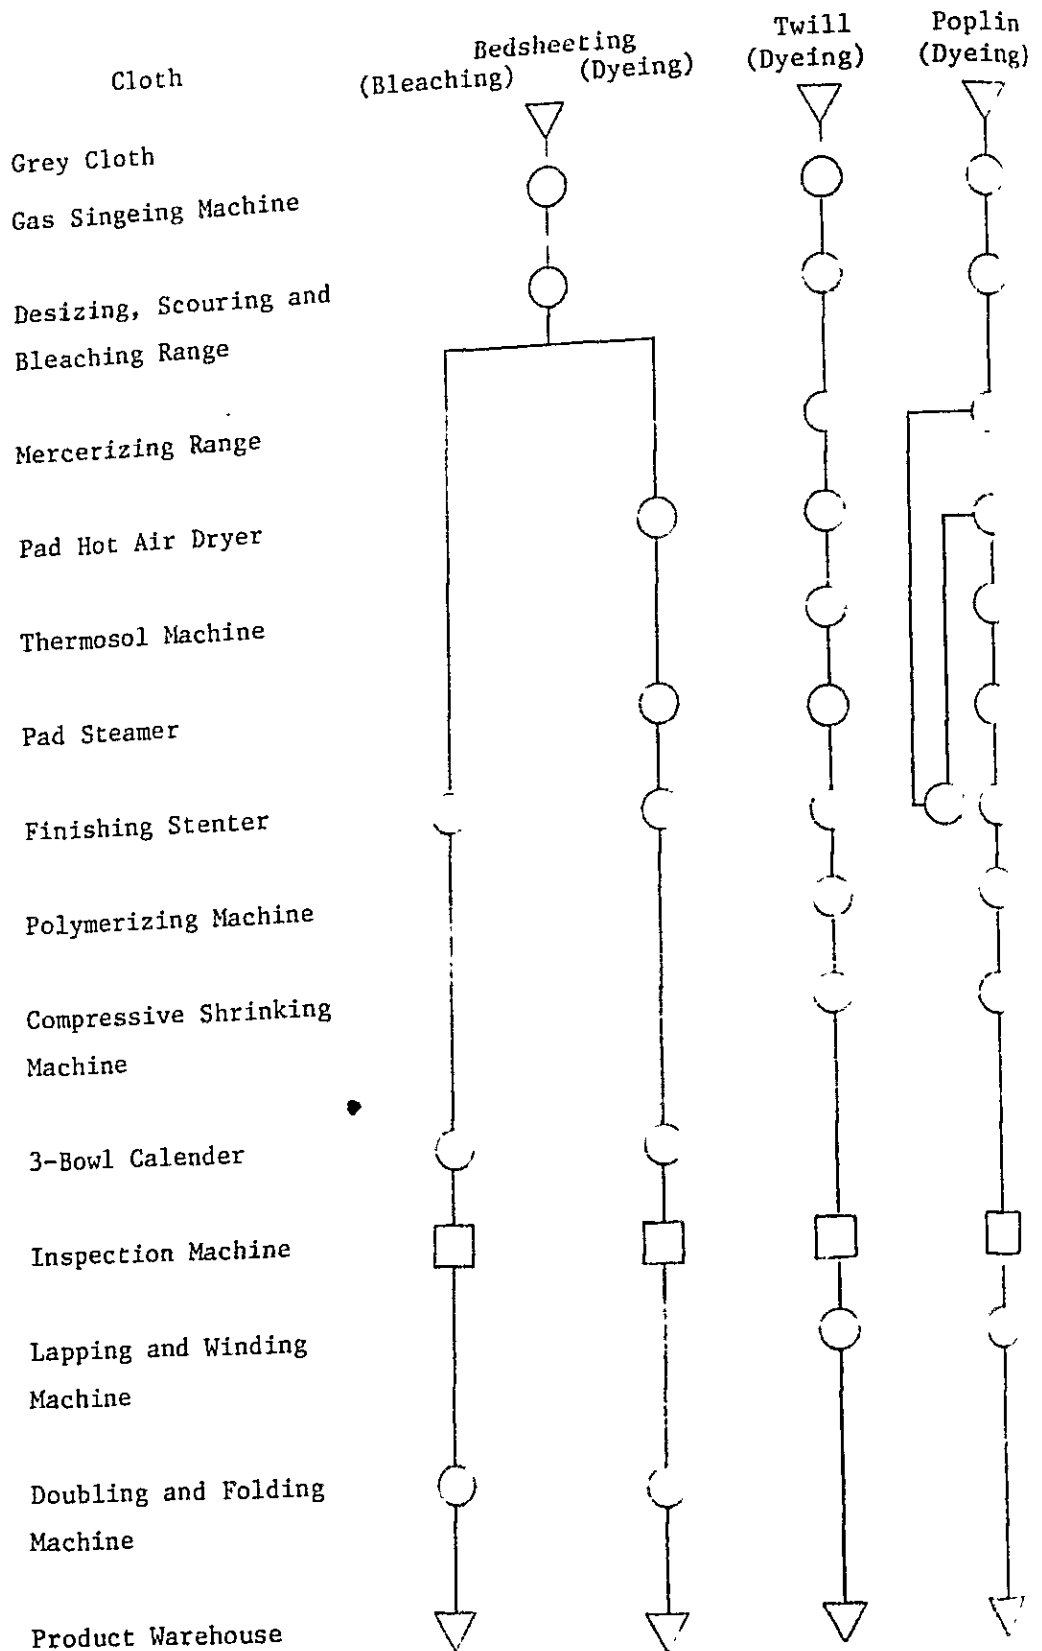 Cloth
Bedsheeting
(Bleaching) (Dyeing)
Twill
(Dyeing)
Poplin
(Dyeing)
Grey Cloth
Gas Singeing Machine
Desizing, Scouring and
Bleaching Range
Mercerizing Range
Pad Hot Air Dryer
Thermosol Machine
Pad Steamer
Finishing Stenter
Polymerizing Machine
Compressive Shrinking
Machine
3-Bowl Calender
Inspection Machine
Lapping and Winding
Machine
Doubling and Folding
Machine
Product Warehouse